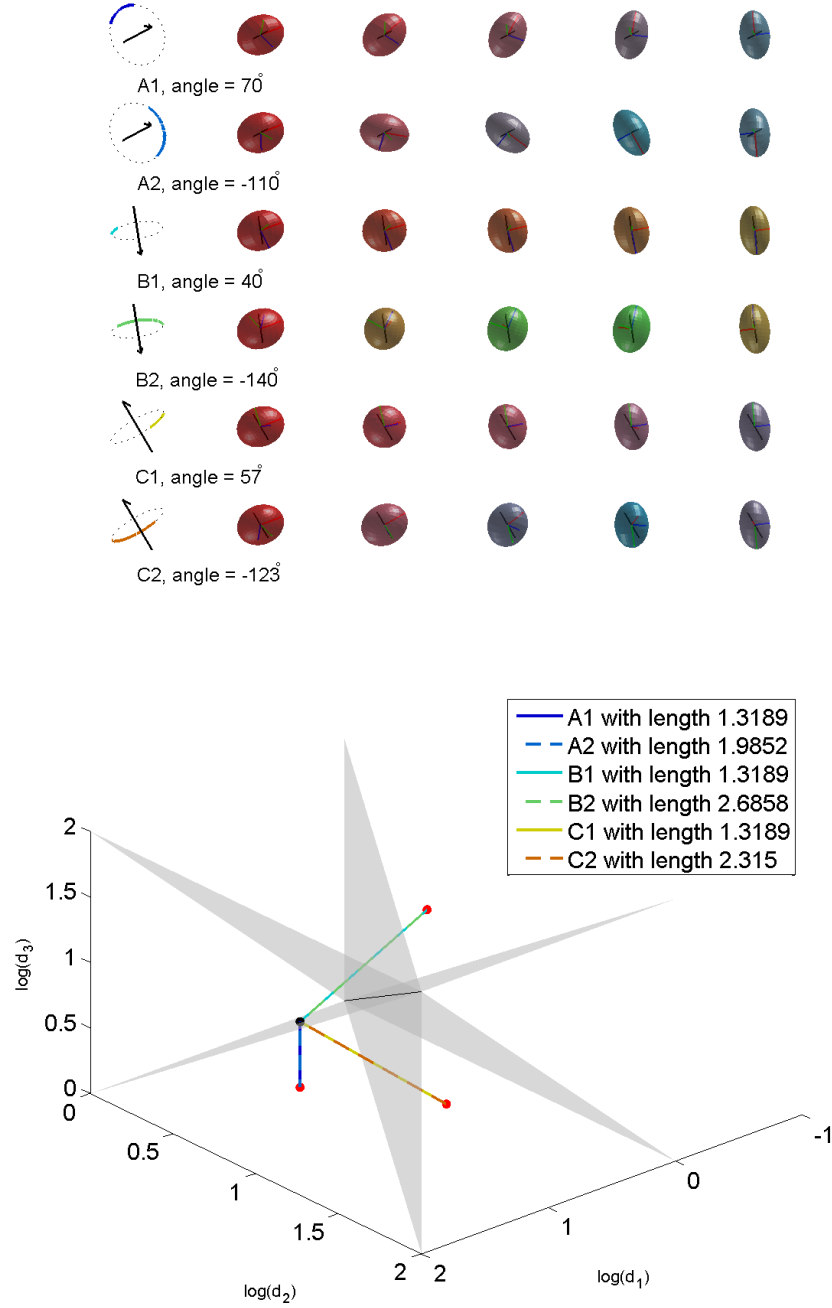 A1, angle = 70°
A2, angle = -110°
B1, angle = 40°
B2, angle = -140°
C1, angle = 57°
C2, angle = -123°
A1 with length 1.3189
A2 with length 1.9852
B1 with length 1.3189
B2 with length 2.6858
C1 with length 1.3189
C2 with length 2.315
2
1.5
1
0.5
0
log(d₃)
0
0.5
1
1.5
2
log(d₂)
2
1
0
-1
log(d₁)